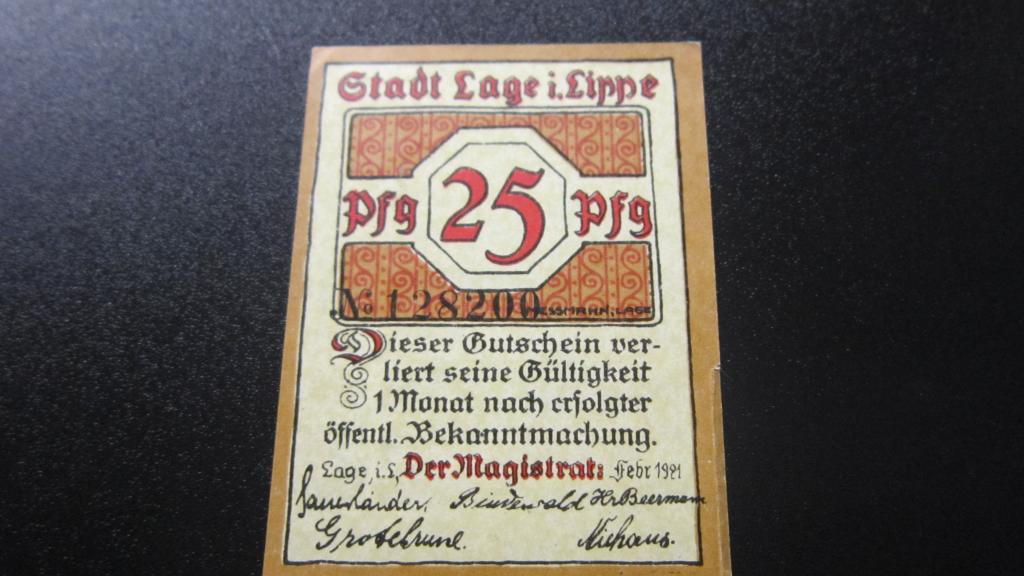 Stadt Lage i. Lippe
Pfg 25 Pfg
No 128200
Dieser Gutschein ver-
liert seine Gültigkeit
1 Monat nach erfolgter
öffentl. Bekanntmachung.
Lage, i. L, Der Magistrat: Febr 1921
Hr Beermann
Niehaus.